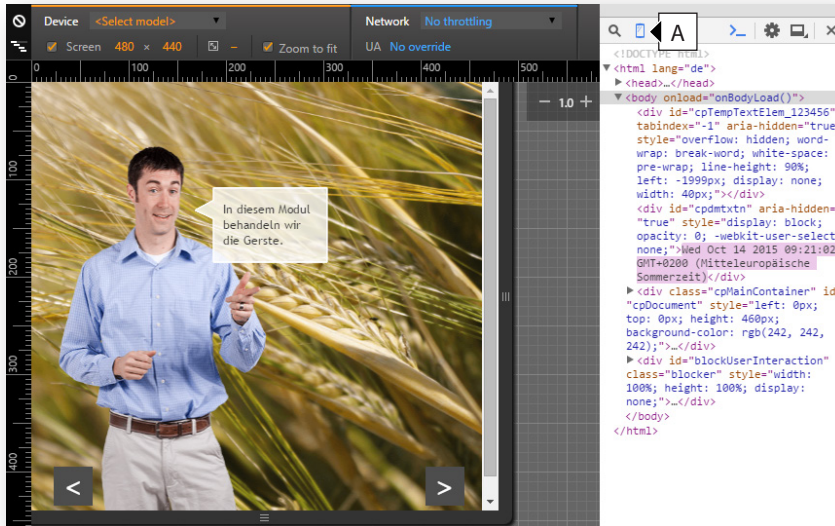 Device <Select model> Network No throttling
Screen 480 × 440 – Zoom to fit UA No override
0 100 200 300 400 500
0
100
200
300
400
– 1.0 +
In diesem Modul
behandeln wir
die Gerste.
< >
A
<!DOCTYPE html>
<html lang="de">
<head>…</head>
<body onload="onBodyLoad()">
<div id="cpTempTextElem_123456"
tabindex="-1" aria-hidden="true
style="overflow: hidden; word-
wrap: break-word; white-space:
pre-wrap; line-height: 90%;
left: -1999px; display: none;
width: 40px;"></div>
<div id="cpdmtxtn" aria-hidden=
"true" style="display: block;
opacity: 0; -webkit-user-select
none;">Wed Oct 14 2015 09:21:02
GMT+0200 (Mitteleuropäische
Sommerzeit)</div>
<div class="cpMainContainer" id
"cpDocument" style="left: 0px;
top: 0px; height: 460px;
background-color: rgb(242, 242,
242);">…</div>
<div id="blockUserInteraction"
class="blocker" style="width:
100%; height: 100%; display:
none;">…</div>
</body>
</html>